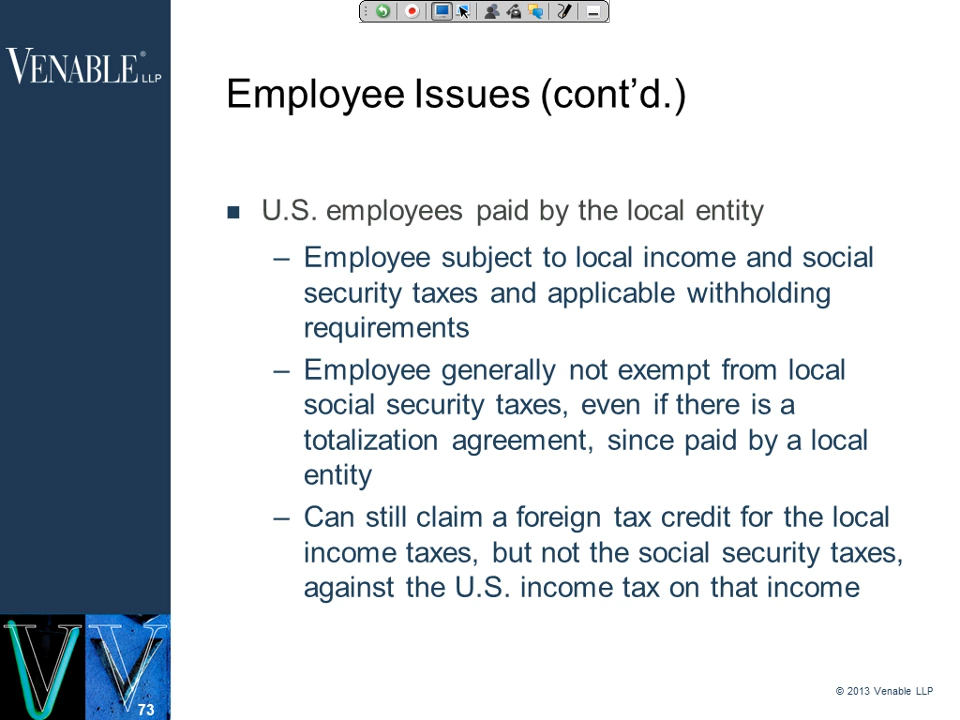 VENABLE® LLP
Employee Issues (cont’d.)
■ U.S. employees paid by the local entity
– Employee subject to local income and social
security taxes and applicable withholding
requirements
– Employee generally not exempt from local
social security taxes, even if there is a
totalization agreement, since paid by a local
entity
– Can still claim a foreign tax credit for the local
income taxes, but not the social security taxes,
against the U.S. income tax on that income
© 2013 Venable LLP
73